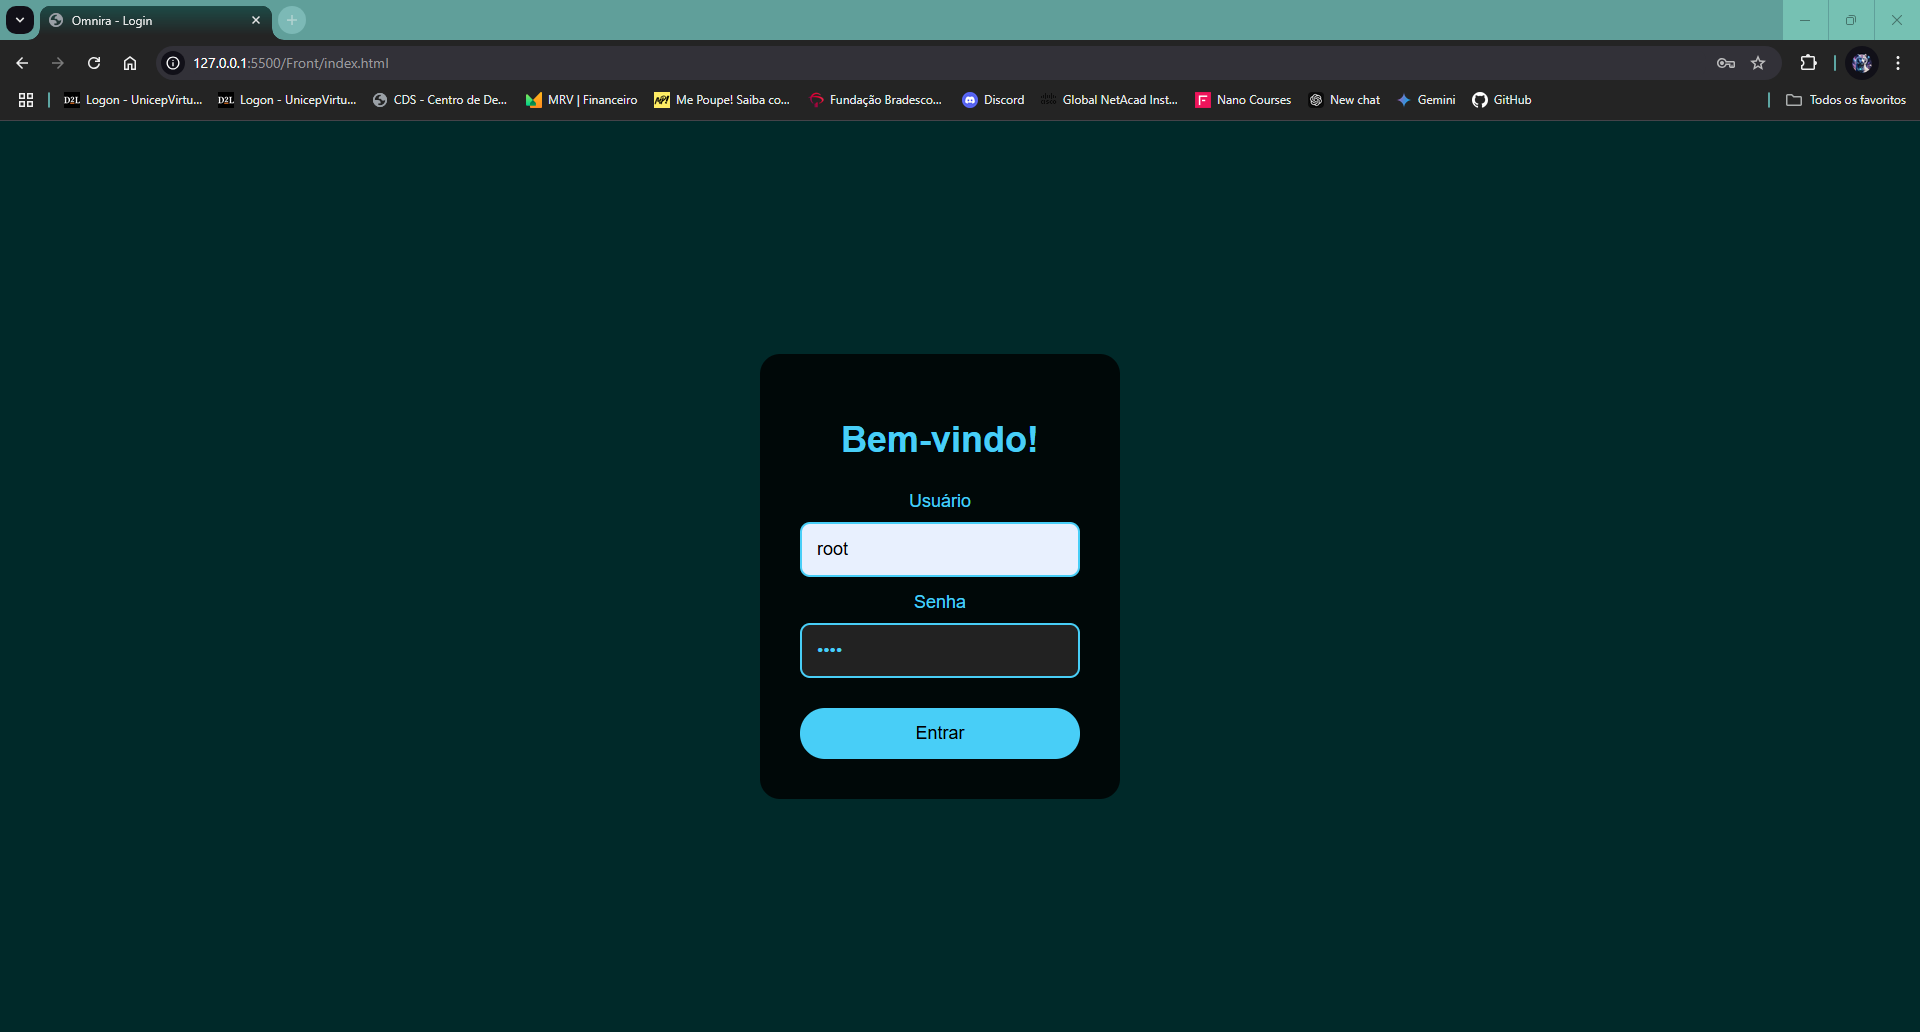 Omnira - Login
127.0.0.1:5500/Front/index.html
D2L Logon - UnicepVirtu... D2L Logon - UnicepVirtu... CDS - Centro de De... MRV | Financeiro MP! Me Poupe! Saiba co... Fundação Bradesco... Discord Global NetAcad Inst... Nano Courses New chat Gemini GitHub Todos os favoritos
Bem-vindo!
Usuário
root
Senha
••••
Entrar